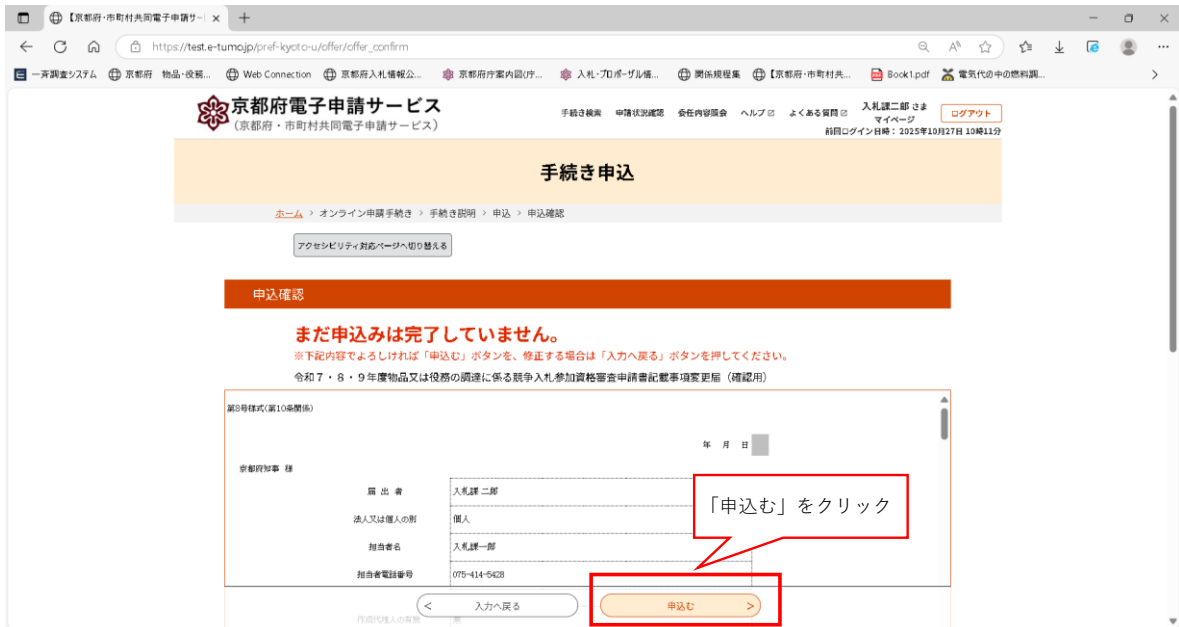 【京都府・市町村共同電子申請サー
https://test.e-tumo.jp/pref-kyoto-u/offer/offer_confirm
一斉調査システム 京都府 物品・役務... Web Connection 京都府入札情報公... 京都府庁案内図(庁... 入札・プロポーザル情... 関係規程集 【京都府・市町村共... Book1.pdf 電気代の中の燃料調...
京都府電子申請サービス
(京都府・市町村共同電子申請サービス)
手続き検索 申請状況確認 委任内容照会 ヘルプ よくある質問
入札課二郎 さま
マイページ
ログアウト
前回ログイン日時：2025年10月27日 10時11分
手続き申込
ホーム > オンライン申請手続き > 手続き説明 > 申込 > 申込確認
アクセシビリティ対応ページへ切り替える
申込確認
まだ申込みは完了していません。
※下記内容でよろしければ「申込む」ボタンを、修正する場合は「入力へ戻る」ボタンを押してください。
令和７・８・９年度物品又は役務の調達に係る競争入札参加資格審査申請書記載事項変更届（確認用）
第8号様式(第10条関係)
年 月 日
京都府知事 様
届 出 者 入札課 二郎
法人又は個人の別 個人
担当者名 入札課一郎
担当者電話番号 075-414-5428
「申込む」をクリック
< 入力へ戻る
申込む >
作成代理人の有無 無